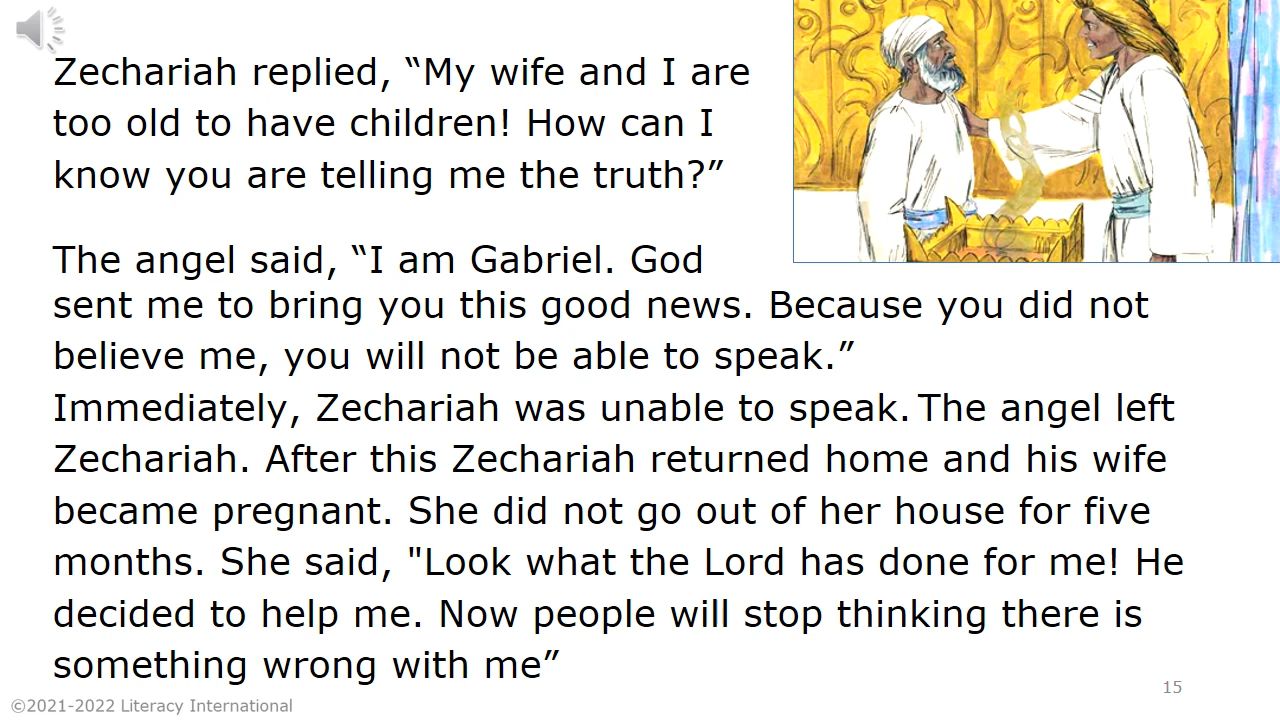 Zechariah replied, “My wife and I are
too old to have children! How can I
know you are telling me the truth?”
The angel said, “I am Gabriel. God
sent me to bring you this good news. Because you did not
believe me, you will not be able to speak.”
Immediately, Zechariah was unable to speak. The angel left
Zechariah. After this Zechariah returned home and his wife
became pregnant. She did not go out of her house for five
months. She said, "Look what the Lord has done for me! He
decided to help me. Now people will stop thinking there is
something wrong with me”
15
©2021-2022 Literacy International